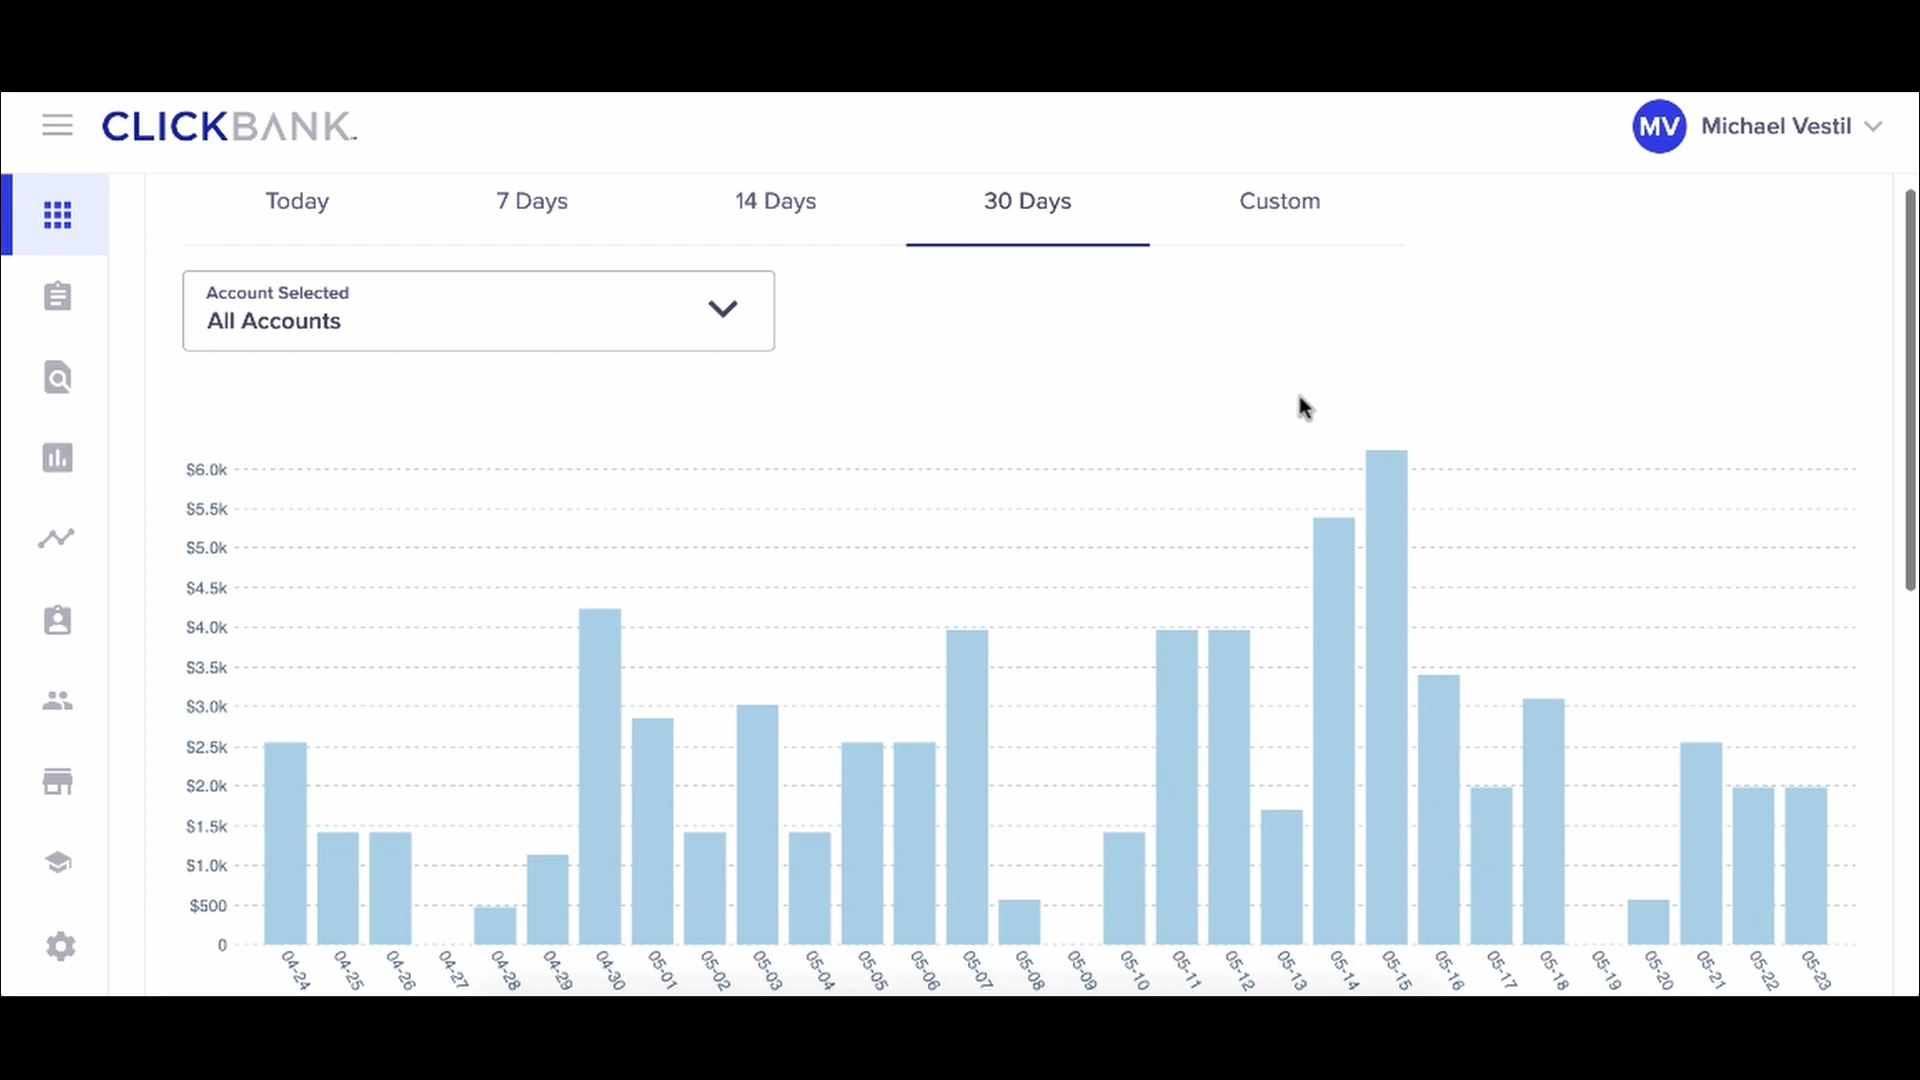 CLICKBANK
MV Michael Vestil
Today 7 Days 14 Days 30 Days Custom
Account Selected
All Accounts
$6.0k
$5.5k
$5.0k
$4.5k
$4.0k
$3.5k
$3.0k
$2.5k
$2.0k
$1.5k
$1.0k
$500
0
04-24 04-25 04-26 04-27 04-28 04-29 04-30 05-01 05-02 05-03 05-04 05-05 05-06 05-07 05-08 05-09 05-10 05-11 05-12 05-13 05-14 05-15 05-16 05-17 05-18 05-19 05-20 05-21 05-22 05-23